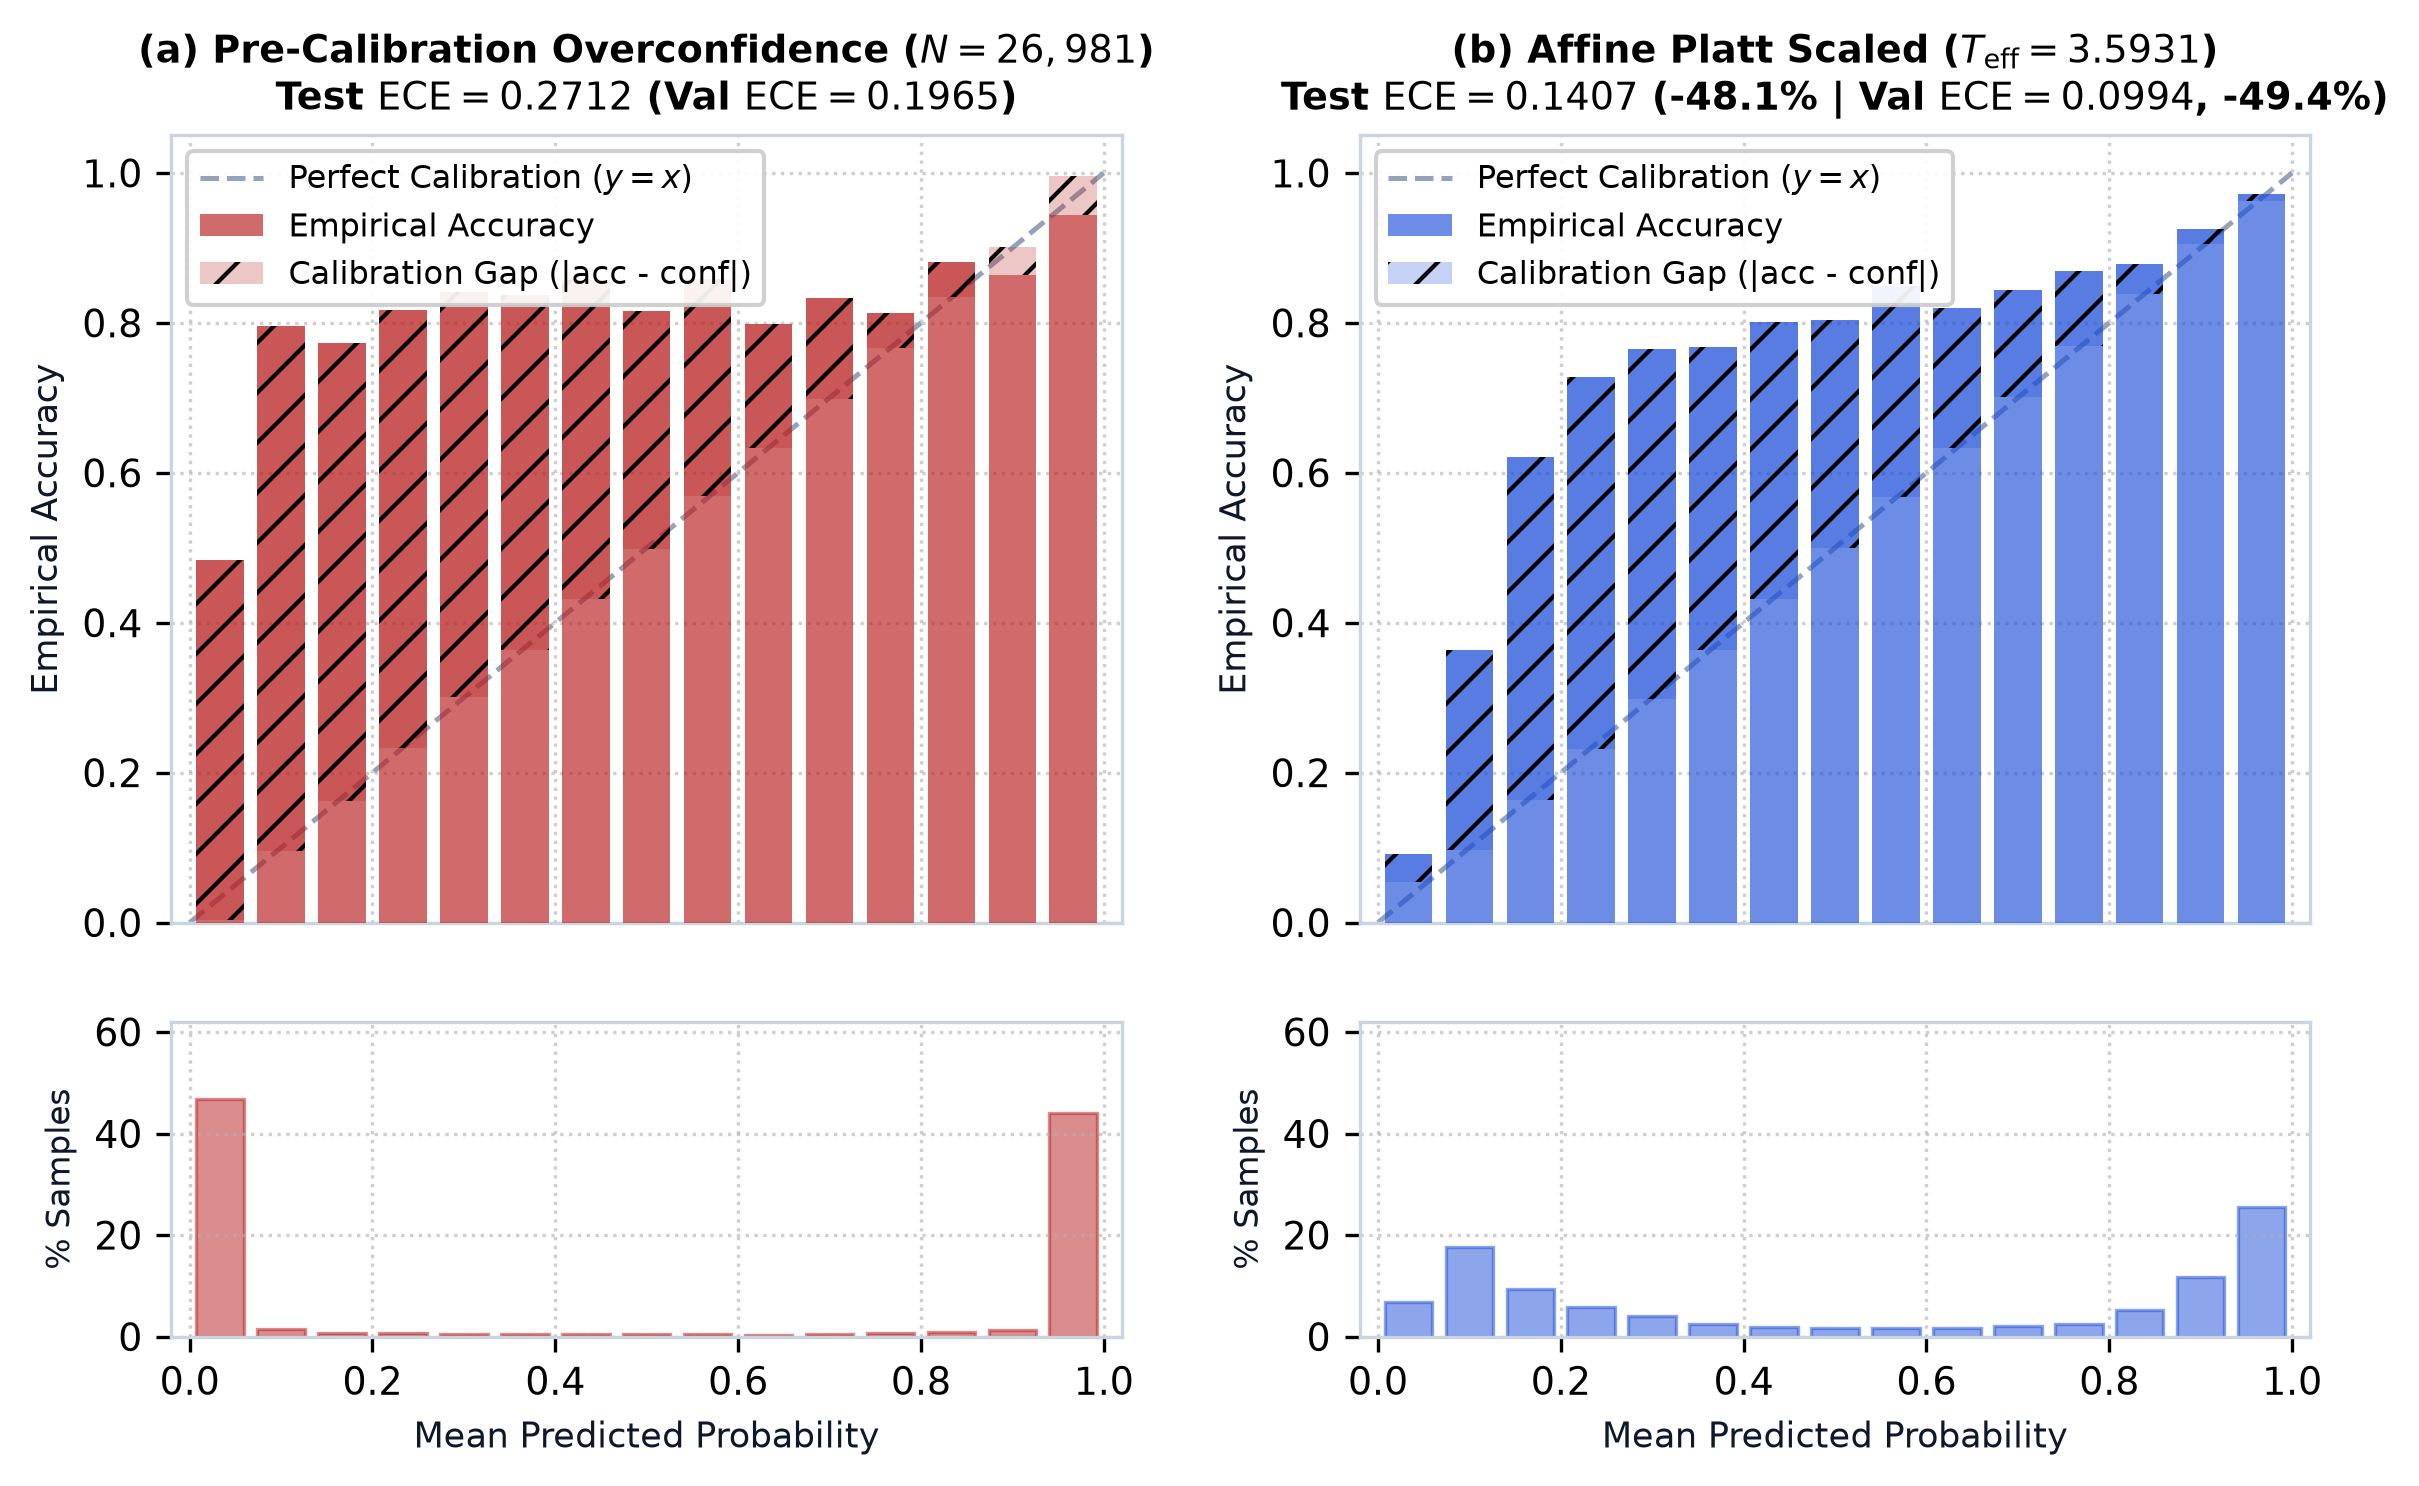 (a) Pre-Calibration Overconfidence (N = 26, 981)
Test ECE = 0.2712 (Val ECE = 0.1965)
Perfect Calibration (y = x)
Empirical Accuracy
Calibration Gap (|acc - conf|)
Empirical Accuracy
1.0
0.8
0.6
0.4
0.2
0.0
% Samples
60
40
20
0
0.0 0.2 0.4 0.6 0.8 1.0
Mean Predicted Probability
(b) Affine Platt Scaled (T_eff = 3.5931)
Test ECE = 0.1407 (-48.1% | Val ECE = 0.0994, -49.4%)
Perfect Calibration (y = x)
Empirical Accuracy
Calibration Gap (|acc - conf|)
Empirical Accuracy
1.0
0.8
0.6
0.4
0.2
0.0
% Samples
60
40
20
0
0.0 0.2 0.4 0.6 0.8 1.0
Mean Predicted Probability